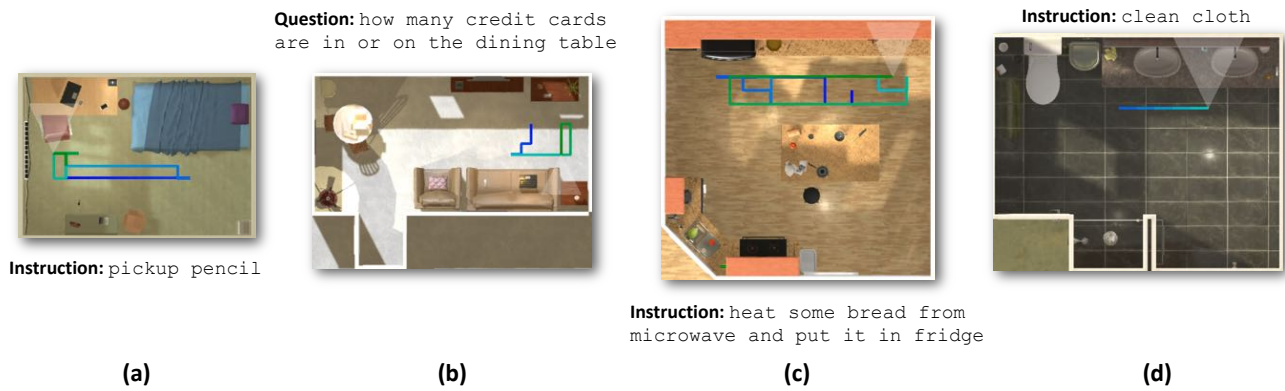 Question: how many credit cards
are in or on the dining table
Instruction: clean cloth
Instruction: pickup pencil
Instruction: heat some bread from
microwave and put it in fridge
(a)
(b)
(c)
(d)